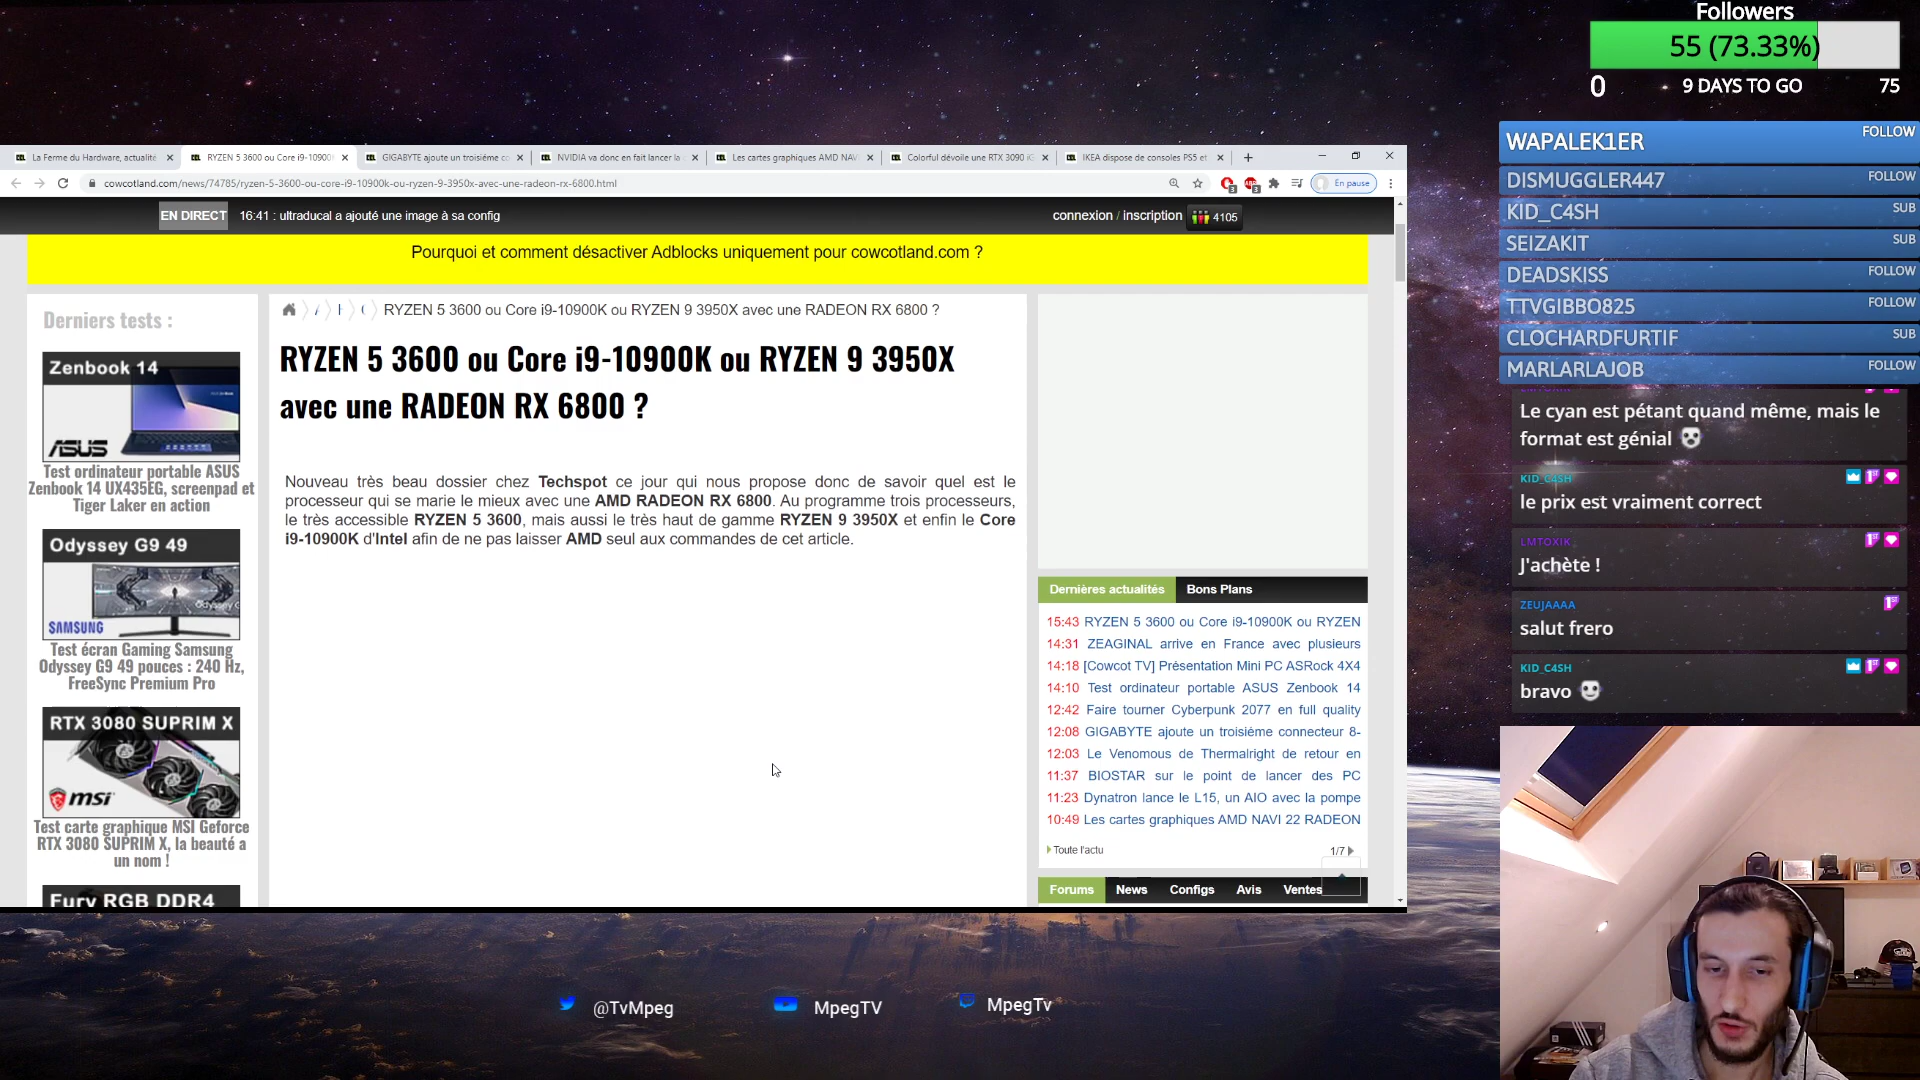 Followers
55 (73.33%)
0
9 DAYS TO GO
75
WAPALEK1ER FOLLOW
DISMUGGLER447 FOLLOW
KID_C4SH SUB
SEIZAKIT SUB
DEADSKISS FOLLOW
TTVGIBBO825 FOLLOW
CLOCHARDFURTIF SUB
MARLARLAJOB FOLLOW
Le cyan est pétant quand même, mais le
format est génial
KID_C4SH
le prix est vraiment correct
LMTOXIK
J'achète !
ZEUJAAAA
salut frero
KID_C4SH
bravo
La Ferme du Hardware, actualité
RYZEN 5 3600 ou Core i9-10900
GIGABYTE ajoute un troisième co
NVIDIA va donc en fait lancer la
Les cartes graphiques AMD NAVI
Colorful dévoile une RTX 3090 iG
IKEA dispose de consoles PS5 et
cowcotland.com/news/74785/ryzen-5-3600-ou-core-i9-10900k-ou-ryzen-9-3950x-avec-une-radeon-rx-6800.html
En pause
EN DIRECT 16:41 : ultraducal a ajouté une image à sa config
connexion / inscription 4105
Pourquoi et comment désactiver Adblocks uniquement pour cowcotland.com ?
Derniers tests :
Zenbook 14
ASUS
Test ordinateur portable ASUS
Zenbook 14 UX435EG, screenpad et
Tiger Laker en action
Odyssey G9 49
SAMSUNG
Test écran Gaming Samsung
Odyssey G9 49 pouces : 240 Hz,
FreeSync Premium Pro
RTX 3080 SUPRIM X
msi
Test carte graphique MSI Geforce
RTX 3080 SUPRIM X, la beauté a
un nom !
Fury RGB DDR4
RYZEN 5 3600 ou Core i9-10900K ou RYZEN 9 3950X avec une RADEON RX 6800 ?
RYZEN 5 3600 ou Core i9-10900K ou RYZEN 9 3950X
avec une RADEON RX 6800 ?
Nouveau très beau dossier chez Techspot ce jour qui nous propose donc de savoir quel est le
processeur qui se marie le mieux avec une AMD RADEON RX 6800. Au programme trois processeurs,
le très accessible RYZEN 5 3600, mais aussi le très haut de gamme RYZEN 9 3950X et enfin le Core
i9-10900K d'Intel afin de ne pas laisser AMD seul aux commandes de cet article.
Dernières actualités Bons Plans
15:43 RYZEN 5 3600 ou Core i9-10900K ou RYZEN
14:31 ZEAGINAL arrive en France avec plusieurs
14:18 [Cowcot TV] Présentation Mini PC ASRock 4X4
14:10 Test ordinateur portable ASUS Zenbook 14
12:42 Faire tourner Cyberpunk 2077 en full quality
12:08 GIGABYTE ajoute un troisième connecteur 8-
12:03 Le Venomous de Thermalright de retour en
11:37 BIOSTAR sur le point de lancer des PC
11:23 Dynatron lance le L15, un AIO avec la pompe
10:49 Les cartes graphiques AMD NAVI 22 RADEON
Toute l'actu 1/7
Forums News Configs Avis Ventes
@TvMpeg
MpegTV
MpegTv